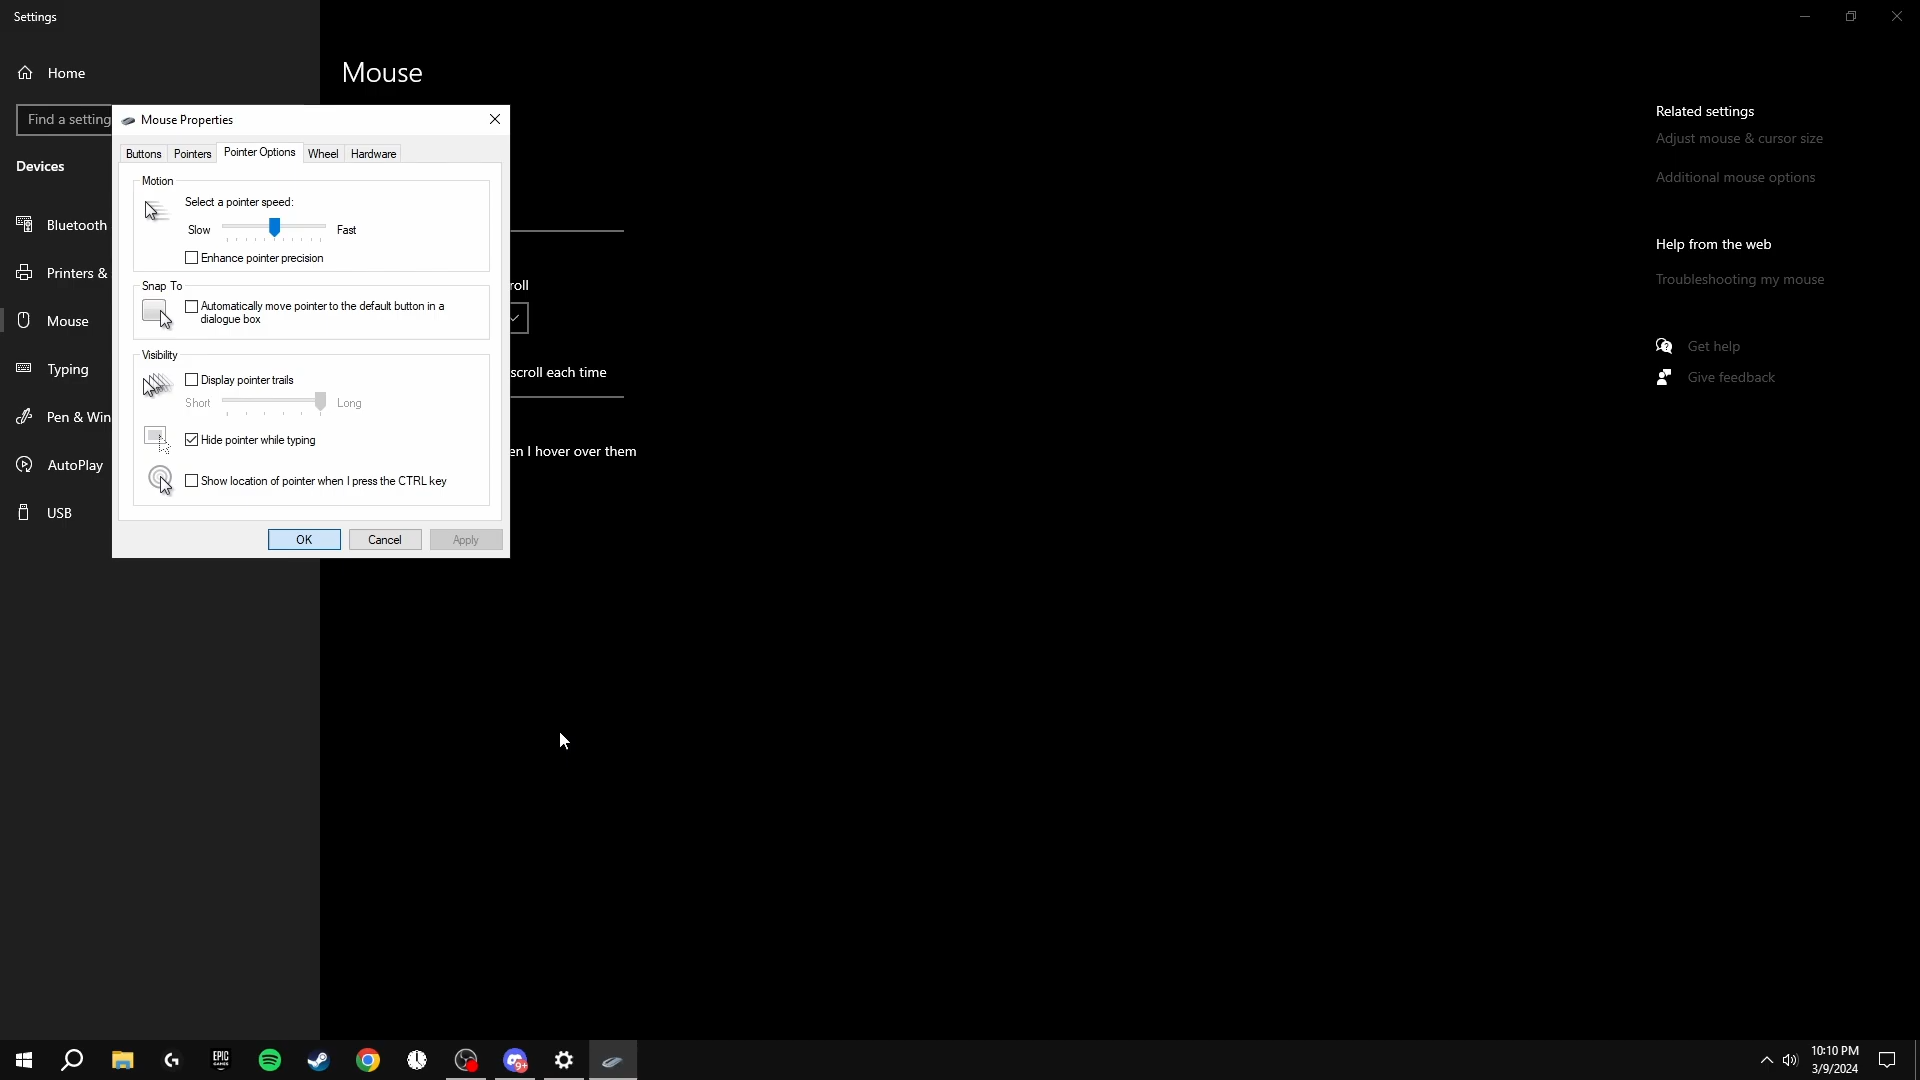 Settings
Home
Mouse
Find a setting
Devices
Bluetooth
Printers &
Mouse
Typing
Pen & Win
AutoPlay
USB
Mouse Properties
Buttons Pointers Pointer Options Wheel Hardware
Motion
Select a pointer speed:
Slow Fast
Enhance pointer precision
Snap To
Automatically move pointer to the default button in a
dialogue box
Visibility
Display pointer trails
Short Long
Hide pointer while typing
Show location of pointer when I press the CTRL key
OK Cancel Apply
roll
scroll each time
en I hover over them
Related settings
Adjust mouse & cursor size
Additional mouse options
Help from the web
Troubleshooting my mouse
Get help
Give feedback
EPIC
GAMES
9+
10:10 PM
3/9/2024